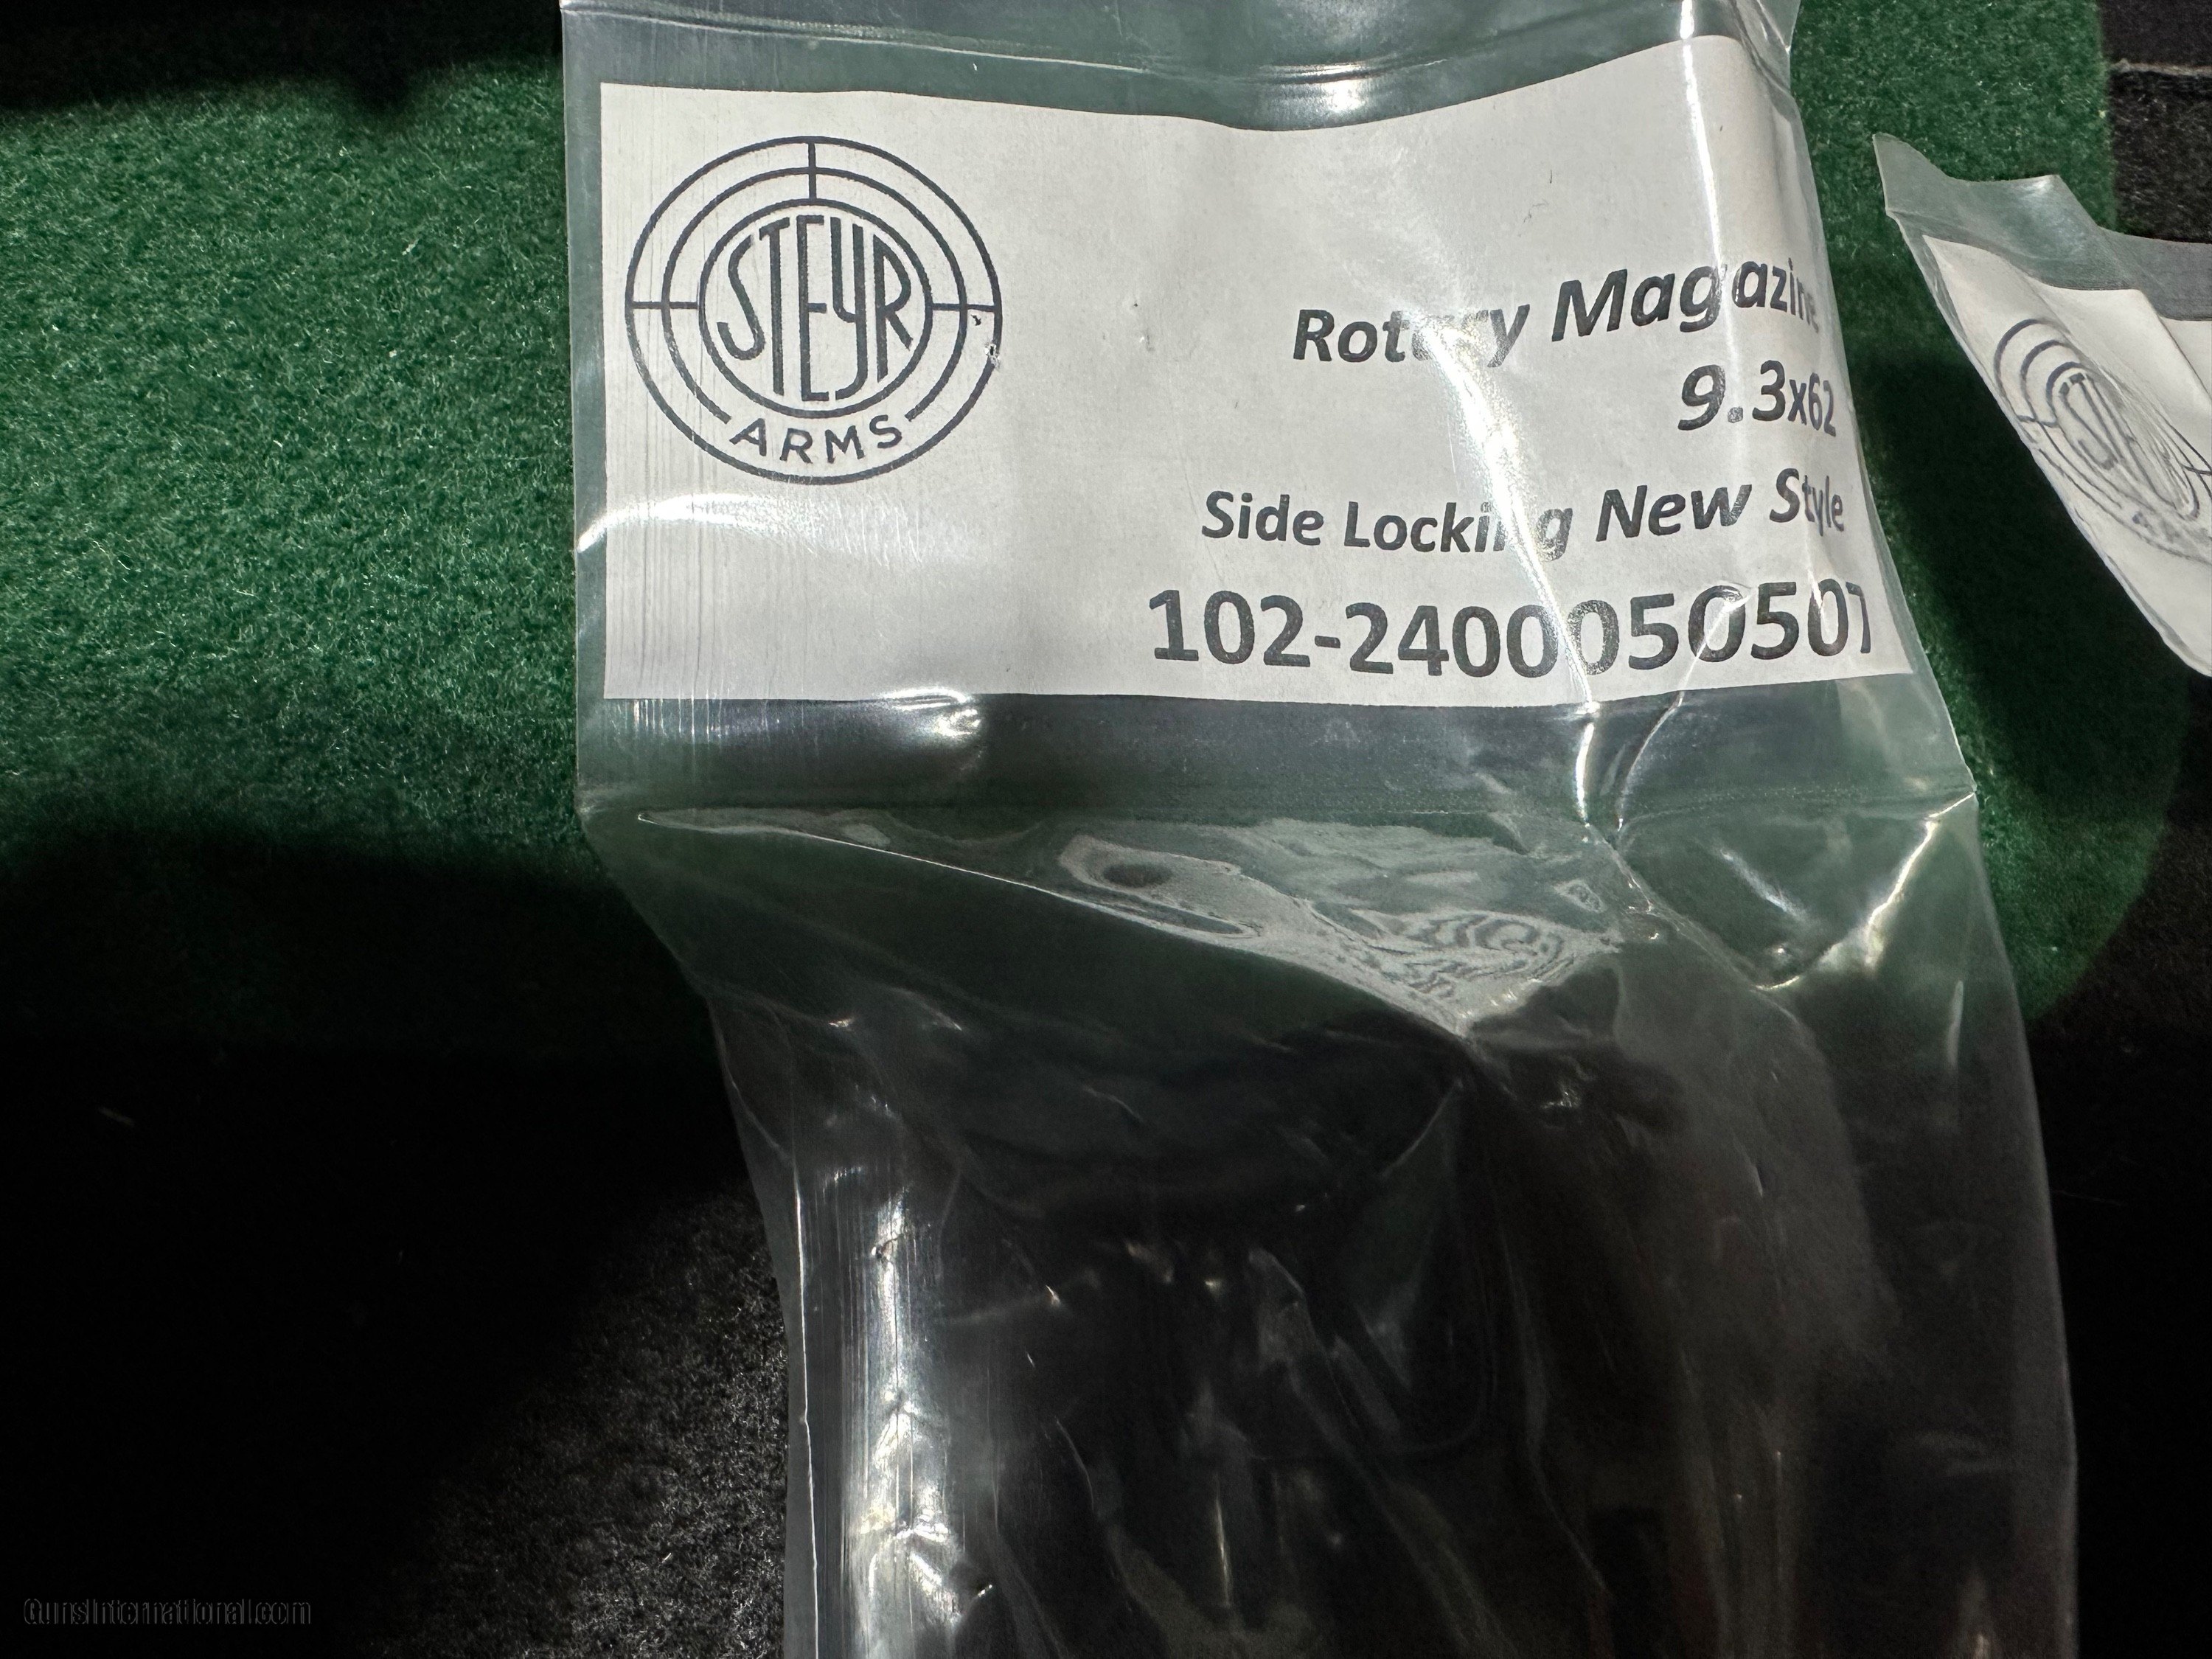 STEYR
ARMS
Rotary Magazine
9.3x62
Side Locking New Style
102-2400050507
GunsInternational.com